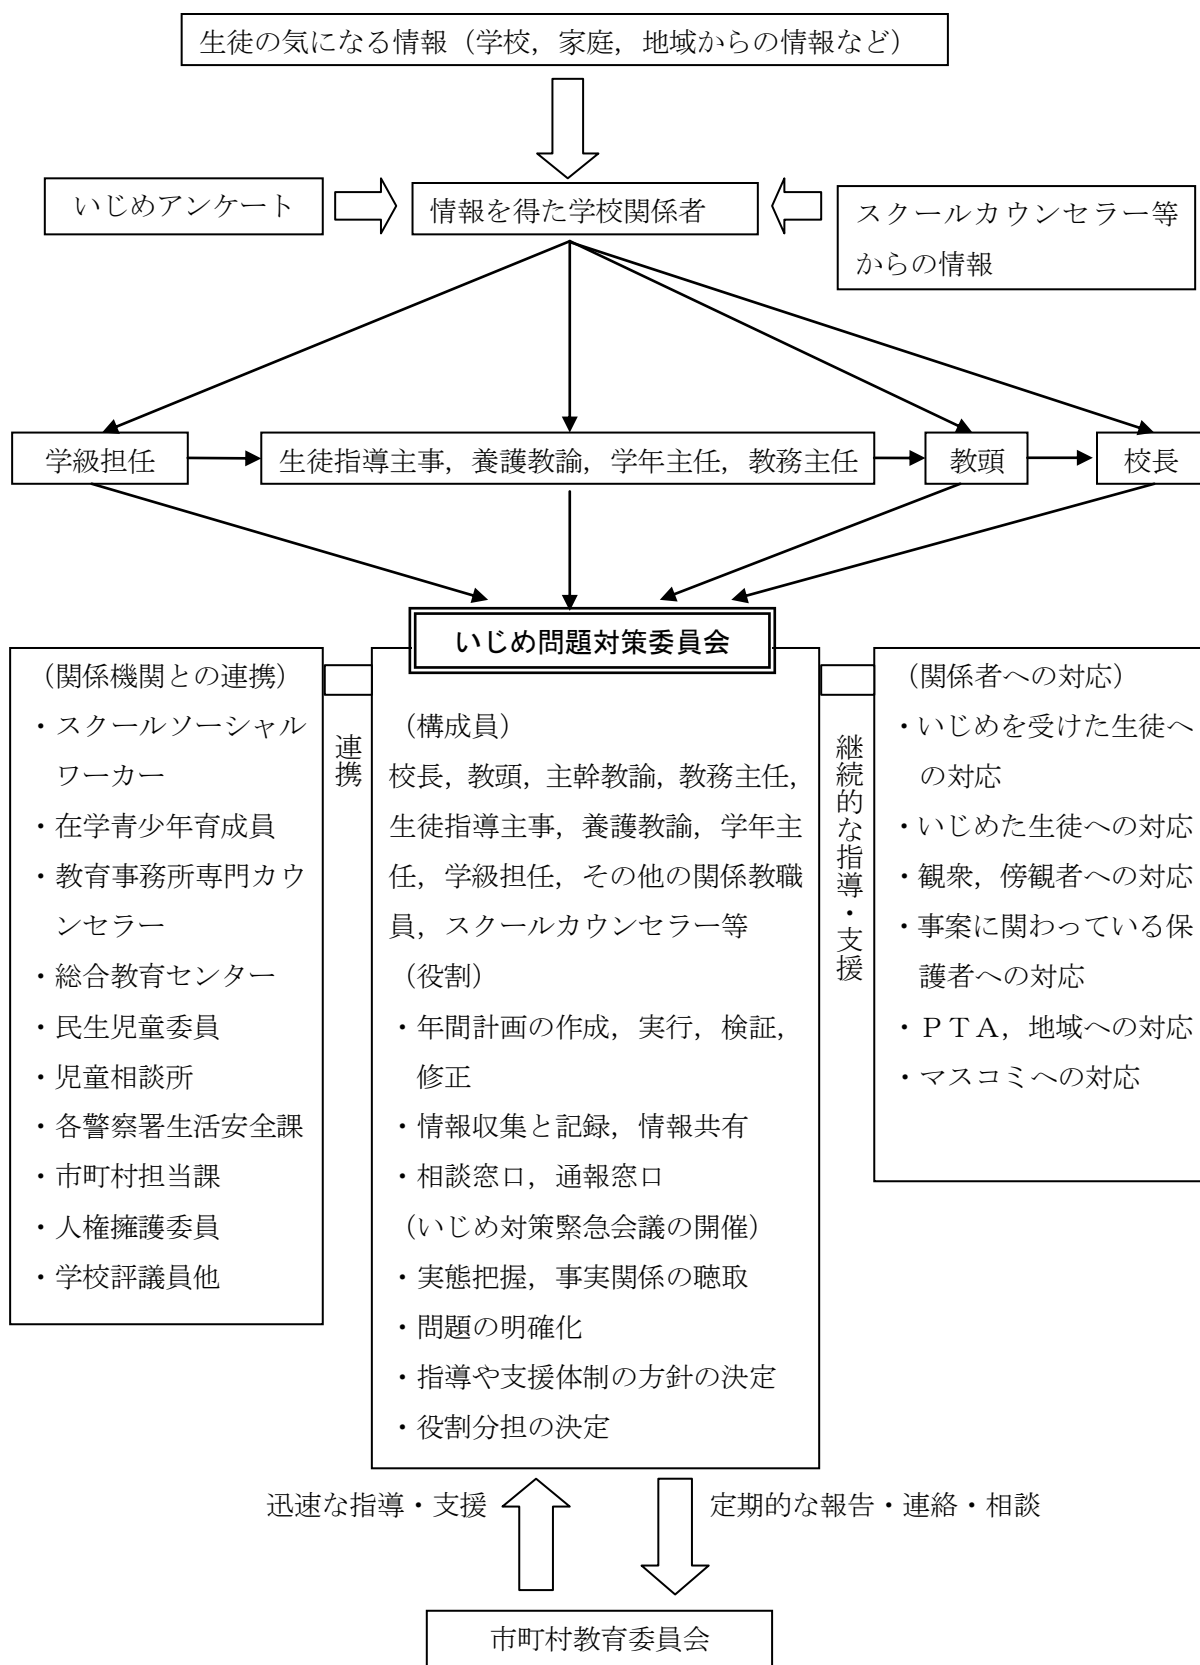 生徒の気になる情報（学校，家庭，地域からの情報など）
いじめアンケート
情報を得た学校関係者
スクールカウンセラー等
からの情報
学級担任
生徒指導主事，養護教諭，学年主任，教務主任
教頭
校長
いじめ問題対策委員会
（関係機関との連携）
・スクールソーシャル
ワーカー
・在学青少年育成員
・教育事務所専門カウ
ンセラー
・総合教育センター
・民生児童委員
・児童相談所
・各警察署生活安全課
・市町村担当課
・人権擁護委員
・学校評議員他
連携
（構成員）
校長，教頭，主幹教諭，教務主任，
生徒指導主事，養護教諭，学年主
任，学級担任，その他の関係教職
員，スクールカウンセラー等
（役割）
・年間計画の作成，実行，検証，
修正
・情報収集と記録，情報共有
・相談窓口，通報窓口
（いじめ対策緊急会議の開催）
・実態把握，事実関係の聴取
・問題の明確化
・指導や支援体制の方針の決定
・役割分担の決定
継続的な指導・支援
（関係者への対応）
・いじめを受けた生徒へ
の対応
・いじめた生徒への対応
・観衆，傍観者への対応
・事案に関わっている保
護者への対応
・ＰＴＡ，地域への対応
・マスコミへの対応
迅速な指導・支援
定期的な報告・連絡・相談
市町村教育委員会